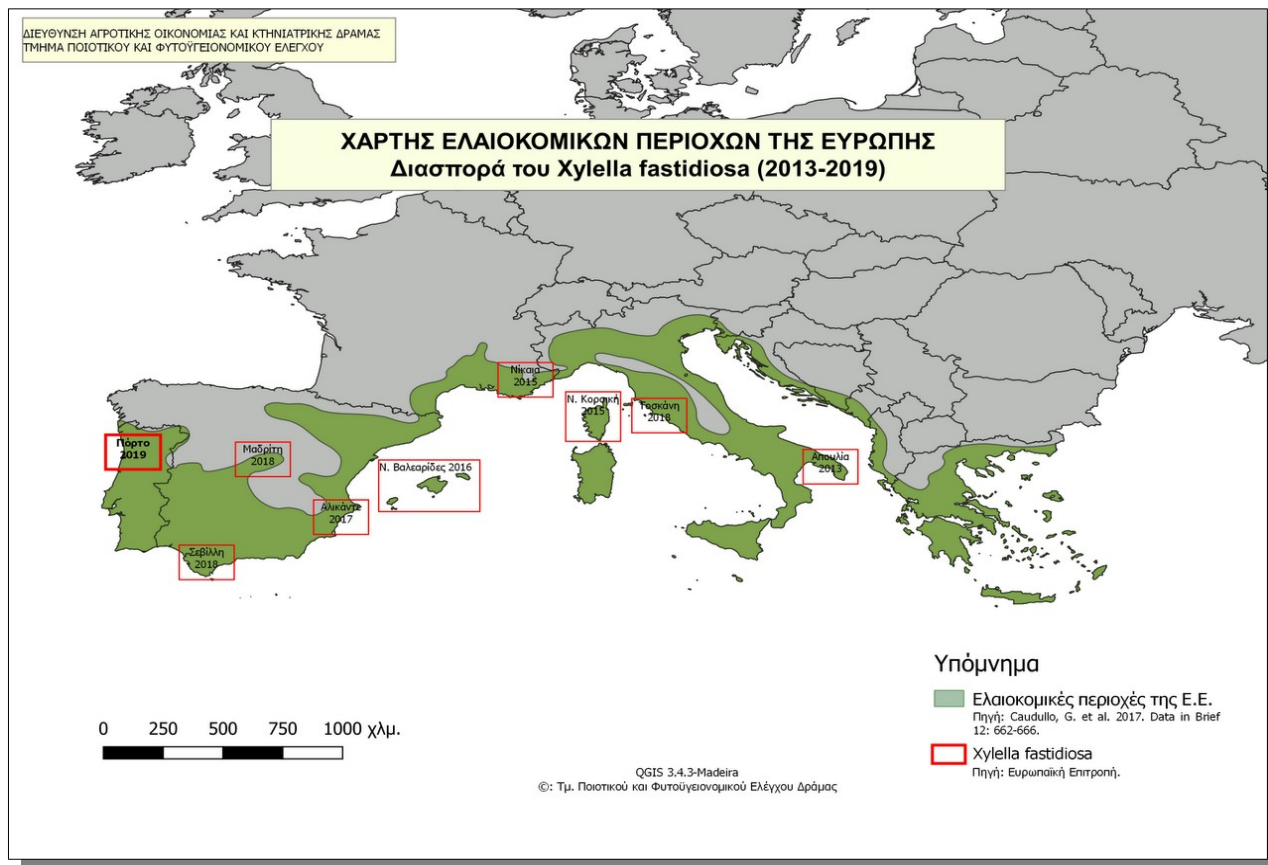 ΔΙΕΥΘΥΝΣΗ ΑΓΡΟΤΙΚΗΣ ΟΙΚΟΝΟΜΙΑΣ ΚΑΙ ΚΤΗΝΙΑΤΡΙΚΗΣ ΔΡΑΜΑΣ
ΤΜΗΜΑ ΠΟΙΟΤΙΚΟΥ ΚΑΙ ΦΥΤΟΫΓΕΙΟΝΟΜΙΚΟΥ ΕΛΕΓΧΟΥ
ΧΑΡΤΗΣ ΕΛΑΙΟΚΟΜΙΚΩΝ ΠΕΡΙΟΧΩΝ ΤΗΣ ΕΥΡΩΠΗΣ
Διασπορά του Xylella fastidiosa (2013-2019)
Νίκαια
2015
Ν. Κορσική
2015
Τοσκάνη
2018
Πόρτο
2019
Μαδρίτη
2018
Ν. Βαλεαρίδες 2016
Απουλία
2013
Αλικάντε
2017
Σεβίλλη
2018
Υπόμνημα
Ελαιοκομικές περιοχές της Ε.Ε.
Πηγή: Caudullo, G. et al. 2017. Data in Brief
12: 662-666.
Xylella fastidiosa
Πηγή: Ευρωπαϊκή Επιτροπή.
0 250 500 750 1000 χλμ.
QGIS 3.4.3-Madeira
©: Τμ. Ποιοτικού και Φυτοϋγειονομικού Ελέγχου Δράμας